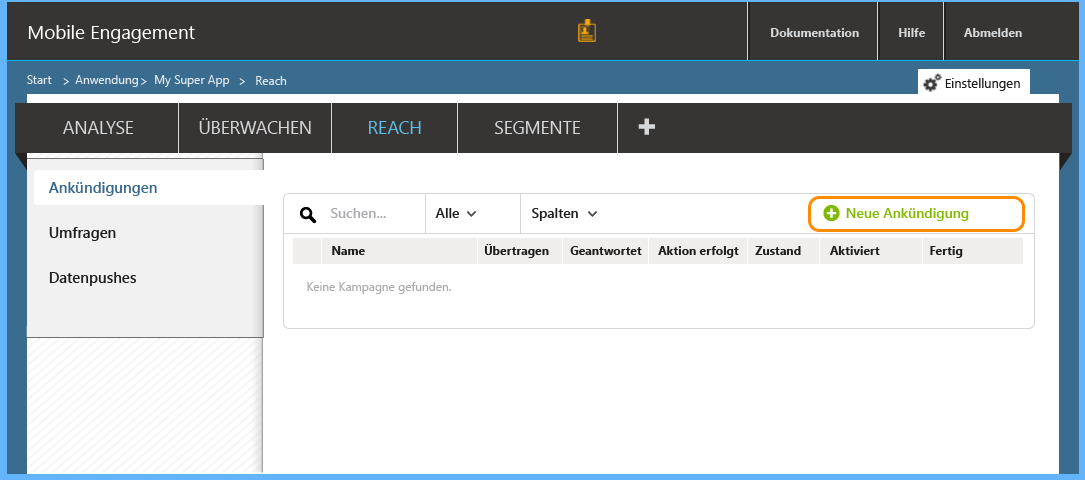 Mobile Engagement
Dokumentation Hilfe Abmelden
Start > Anwendung > My Super App > Reach
Einstellungen
ANALYSE ÜBERWACHEN REACH SEGMENTE
Ankündigungen
Umfragen
Datenpushes
Suchen... Alle Spalten Neue Ankündigung
Name Übertragen Geantwortet Aktion erfolgt Zustand Aktiviert Fertig
Keine Kampagne gefunden.